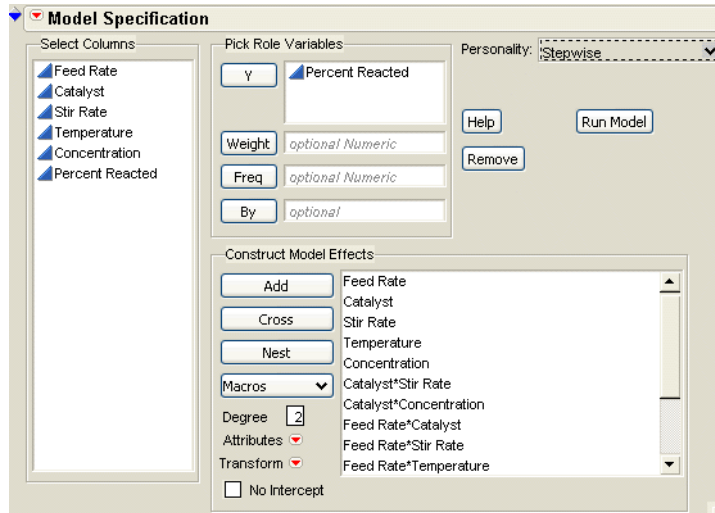 Model Specification
Select Columns
Feed Rate
Catalyst
Stir Rate
Temperature
Concentration
Percent Reacted
Pick Role Variables
Y
Percent Reacted
Weight optional Numeric
Freq optional Numeric
By optional
Personality: Stepwise
Help Run Model
Remove
Construct Model Effects
Add
Cross
Nest
Macros
Degree 2
Attributes
Transform
No Intercept
Feed Rate
Catalyst
Stir Rate
Temperature
Concentration
Catalyst*Stir Rate
Catalyst*Concentration
Feed Rate*Catalyst
Feed Rate*Stir Rate
Feed Rate*Temperature